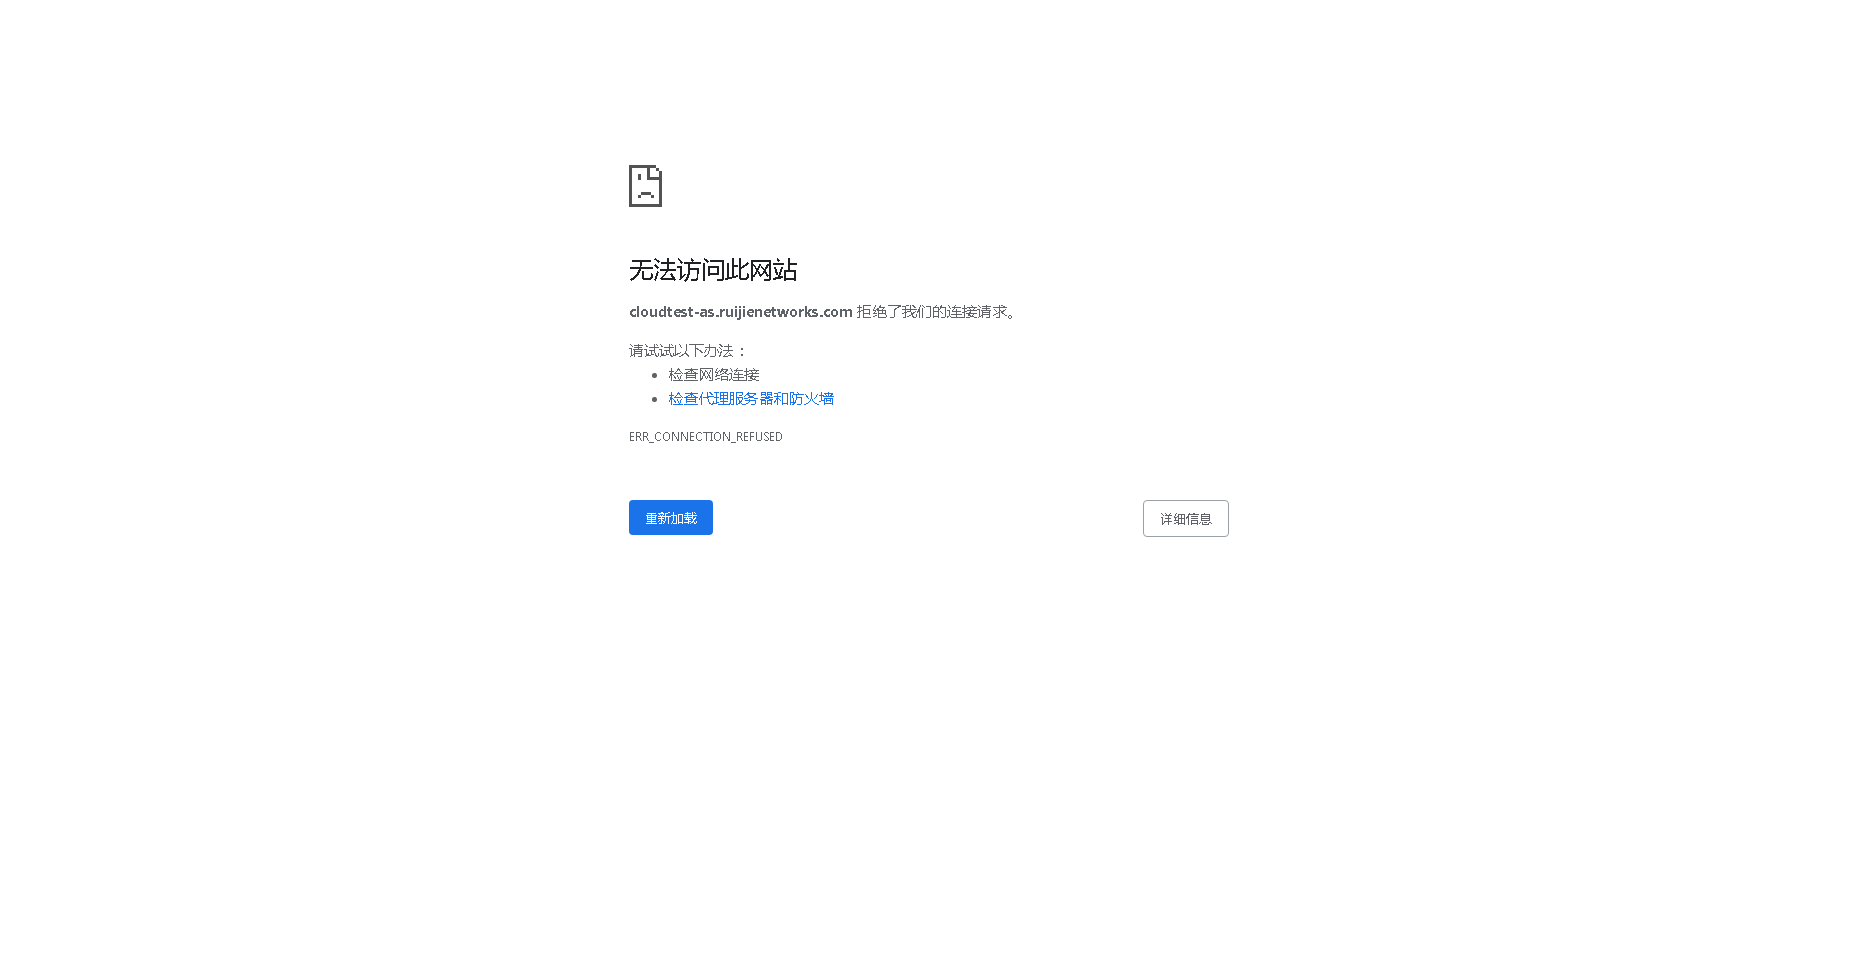 无法访问此网站
cloudtest-as.ruijienetworks.com 拒绝了我们的连接请求。
请试试以下办法：
检查网络连接
检查代理服务器和防火墙
ERR_CONNECTION_REFUSED
重新加载
详细信息